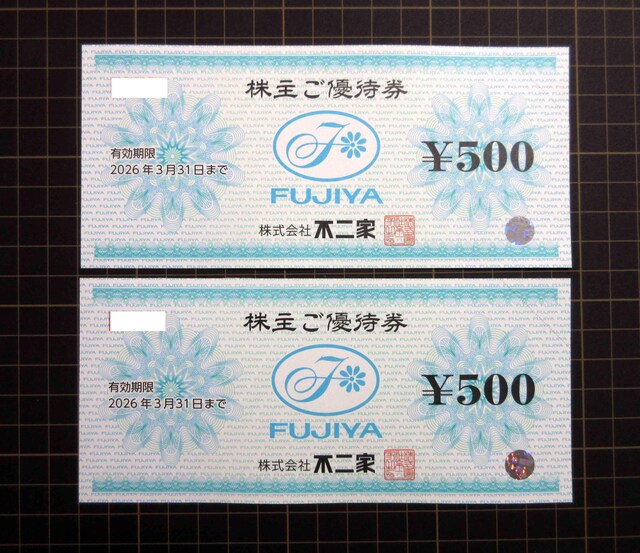 株主ご優待券
有効期限
2026年3月31日まで
F
FUJIYA
¥500
株式会社 不二家
株主ご優待券
有効期限
2026年3月31日まで
F
FUJIYA
¥500
株式会社 不二家